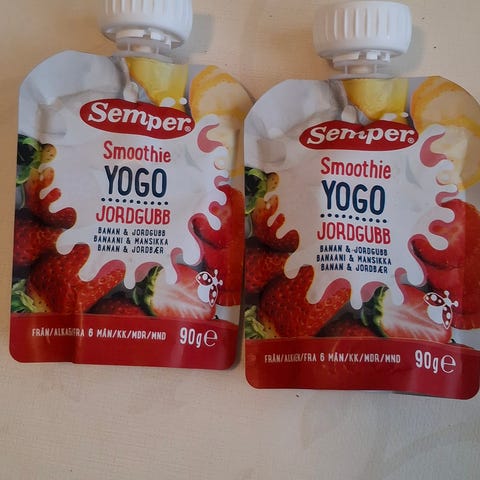 Semper®
Smoothie
YOGO
JORDGUBB
BANAN & JORDGUBB
BANAANI & MANSIKKA
BANAN & JORDBÆR
FRÅN/ALKAEN/FRA 6 MÅN/KK/MDR/MND
90g℮
Semper®
Smoothie
YOGO
JORDGUBB
BANAN & JORDGUBB
BANAANI & MANSIKKA
BANAN & JORDBÆR
FRÅN/ALKAEN/FRA 6 MÅN/KK/MDR/MND
90g℮